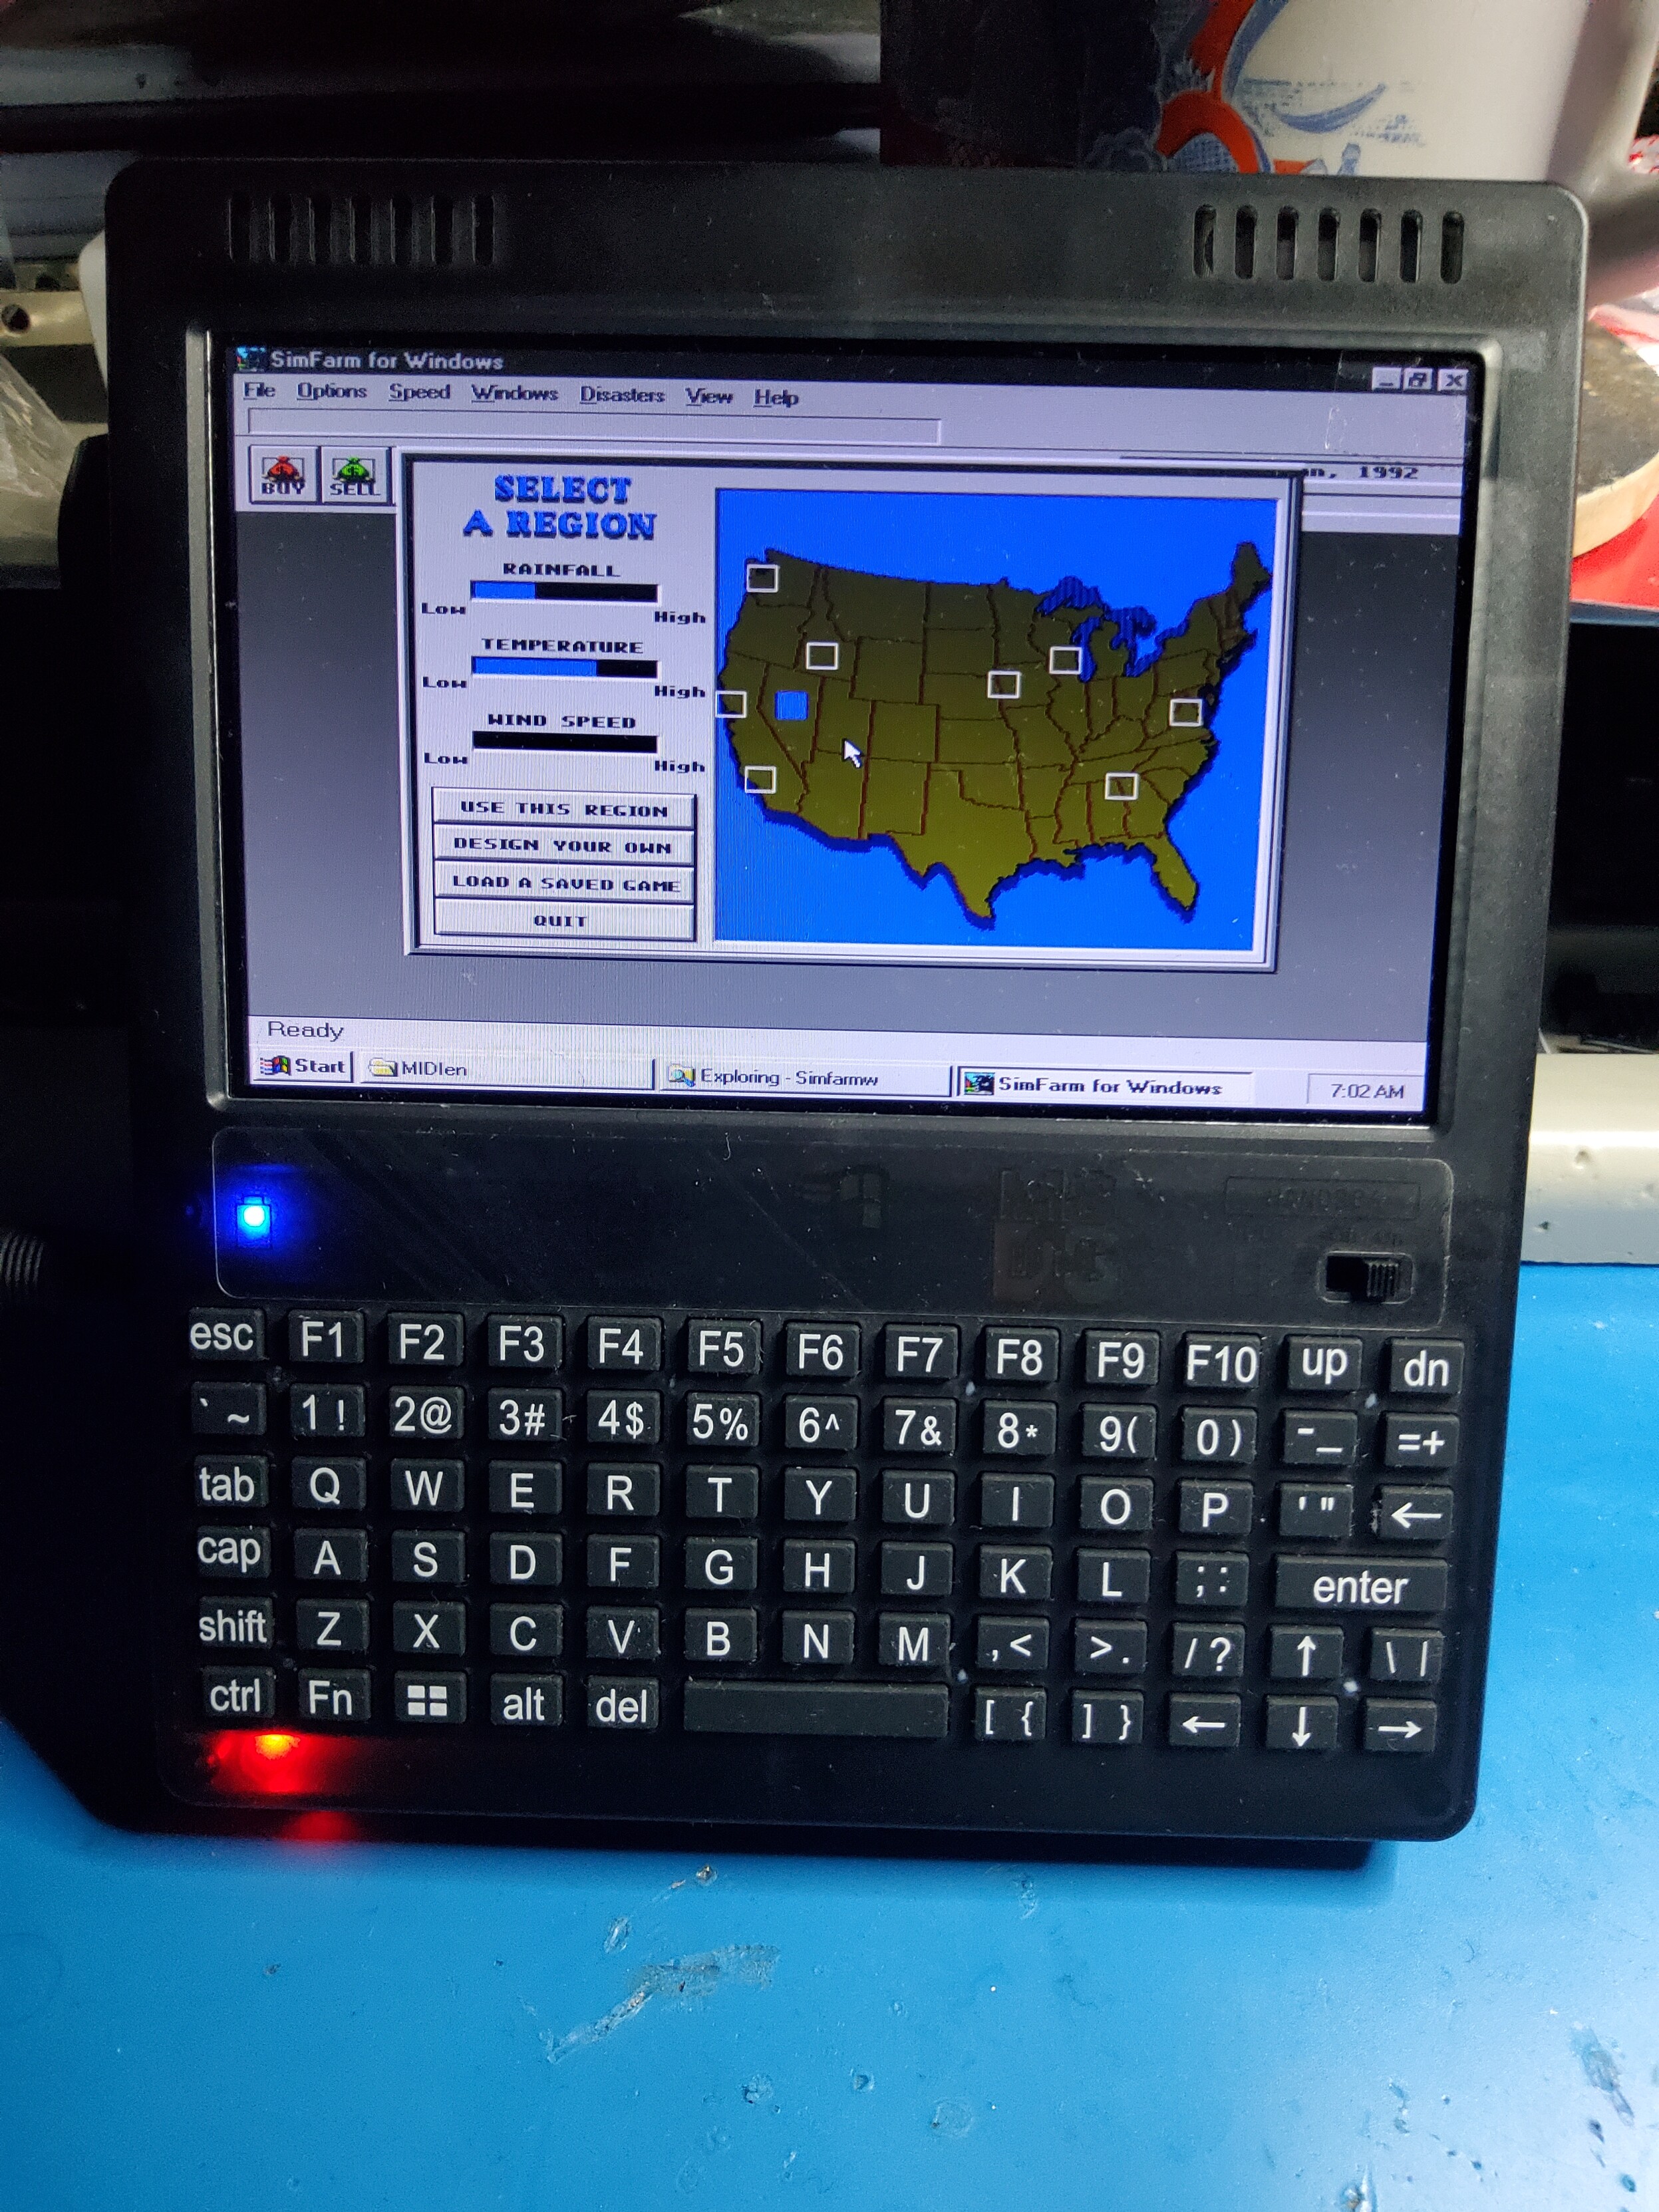 SimFarm for Windows
File Options Speed Windows Disasters View Help
BUY SELL
1992
SELECT
A REGION
RAINFALL
Low High
TEMPERATURE
Low High
WIND SPEED
Low High
USE THIS REGION
DESIGN YOUR OWN
LOAD A SAVED GAME
QUIT
Ready
Start MIDIen Exploring - Simfarmw SimFarm for Windows 7:02 AM
esc F1 F2 F3 F4 F5 F6 F7 F8 F9 F10 up dn
` ~ 1 ! 2@ 3# 4$ 5% 6^ 7& 8* 9( 0) -_ =+
tab Q W E R T Y U I O P ' " ←
cap A S D F G H J K L ; : enter
shift Z X C V B N M ,< >. / ? ↑ \ |
ctrl Fn alt del [ { ] } ← ↓ →